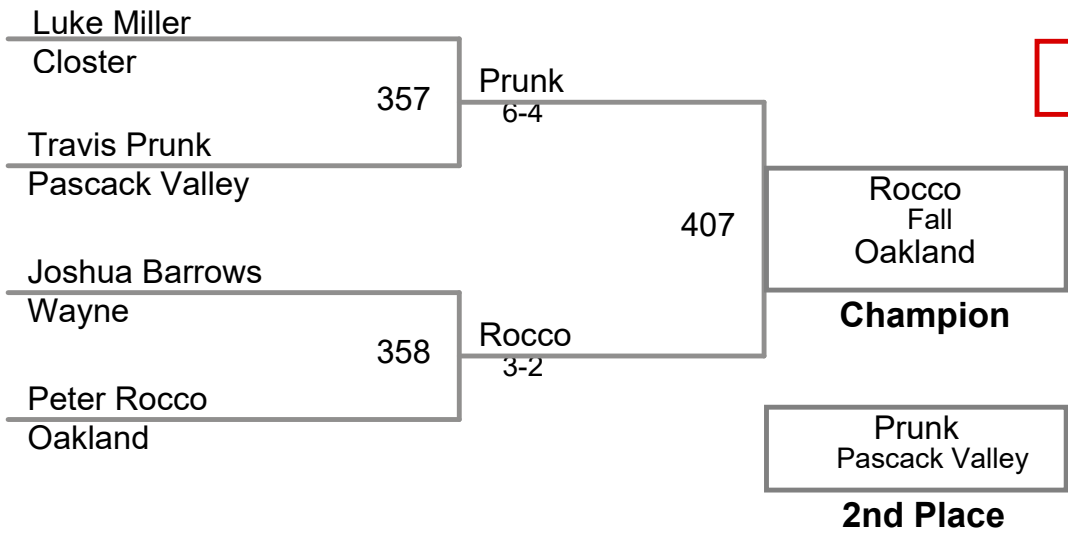 Luke Miller
Closter
357
Prunk
6-4
Travis Prunk
Pascack Valley
407
Rocco
Fall
Oakland
Champion
Joshua Barrows
Wayne
358
Rocco
3-2
Peter Rocco
Oakland
Prunk
Pascack Valley
2nd Place